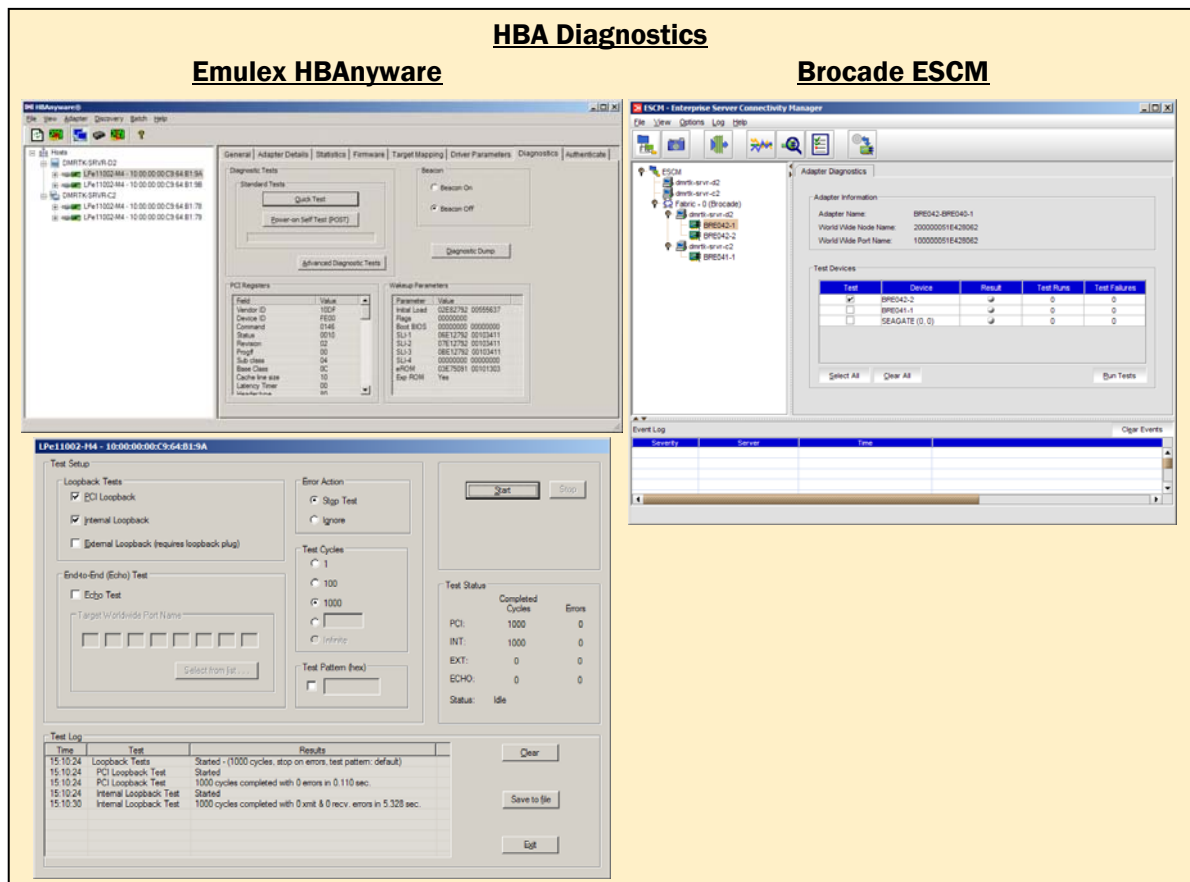 HBA Diagnostics
Emulex HBAnyware
Brocade ESCM
HBAnyware®
File View Adapter Discovery Batch Help
Hosts
DMRTK-SRVR-D2
LPe11002-M4 - 10:00:00:00:C9:64:B1:9A
LPe11002-M4 - 10:00:00:00:C9:64:B1:9B
DMRTK-SRVR-C2
LPe11002-M4 - 10:00:00:00:C9:64:B1:78
LPe11002-M4 - 10:00:00:00:C9:64:B1:79
General Adapter Details Statistics Firmware Target Mapping Driver Parameters Diagnostics Authenticate
Diagnostic Tests
Standard Tests
Quick Test
Power-on Self Test (POST)
Advanced Diagnostic Tests
Beacon
Beacon On
Beacon Off
Diagnostic Dump
PCI Registers
Field Value
Vendor ID 10DF
Device ID FE00
Command 0146
Status 0010
Revision 02
ProgIf 00
Sub class 04
Base Class 0C
Cache line size 10
Latency Timer 00
Header type 80
Wakeup Parameters
Parameter Value
Initial Load 02E82792 00555637
Flags 00000000
Boot BIOS 00000000 00000000
SLI-1 06E12792 00103411
SLI-2 07E12792 00103411
SLI-3 0BE12792 00103411
SLI-4 00000000 00000000
eROM 03E75091 00101303
Exp ROM Yes
ESCM - Enterprise Server Connectivity Manager
File View Options Log Help
ESCM
dmrtk-srvr-d2
dmrtk-srvr-c2
Fabric - 0 (Brocade)
dmrtk-srvr-d2
BRE042-1
BRE042-2
dmrtk-srvr-c2
BRE041-1
Adapter Diagnostics
Adapter Information
Adapter Name: BRE042-BRE040-1
World Wide Node Name: 200000051E428062
World Wide Port Name: 100000051E428062
Test Devices
Test Device Result Test Runs Test Failures
BRE042-2 0 0
BRE041-1 0 0
SEAGATE (0, 0) 0 0
Select All Clear All Run Tests
Event Log Clear Events
Severity Server Time
LPe11002-M4 - 10:00:00:00:C9:64:B1:9A
Test Setup
Loopback Tests
PCI Loopback
Internal Loopback
External Loopback (requires loopback plug)
End-to-End (Echo) Test
Echo Test
Target Worldwide Port Name
Select from list . . .
Error Action
Stop Test
Ignore
Test Cycles
1
100
1000
Infinite
Test Pattern (hex)
Start Stop
Test Status
Completed
Cycles Errors
PCI: 1000 0
INT: 1000 0
EXT: 0 0
ECHO: 0 0
Status: Idle
Test Log
Time Test Results
15:10:24 Loopback Tests Started - (1000 cycles, stop on errors, test pattern: default)
15:10:24 PCI Loopback Test Started
15:10:24 PCI Loopback Test 1000 cycles completed with 0 errors in 0.110 sec.
15:10:24 Internal Loopback Test Started
15:10:30 Internal Loopback Test 1000 cycles completed with 0 xmit & 0 recv. errors in 5.328 sec.
Clear
Save to file
Exit